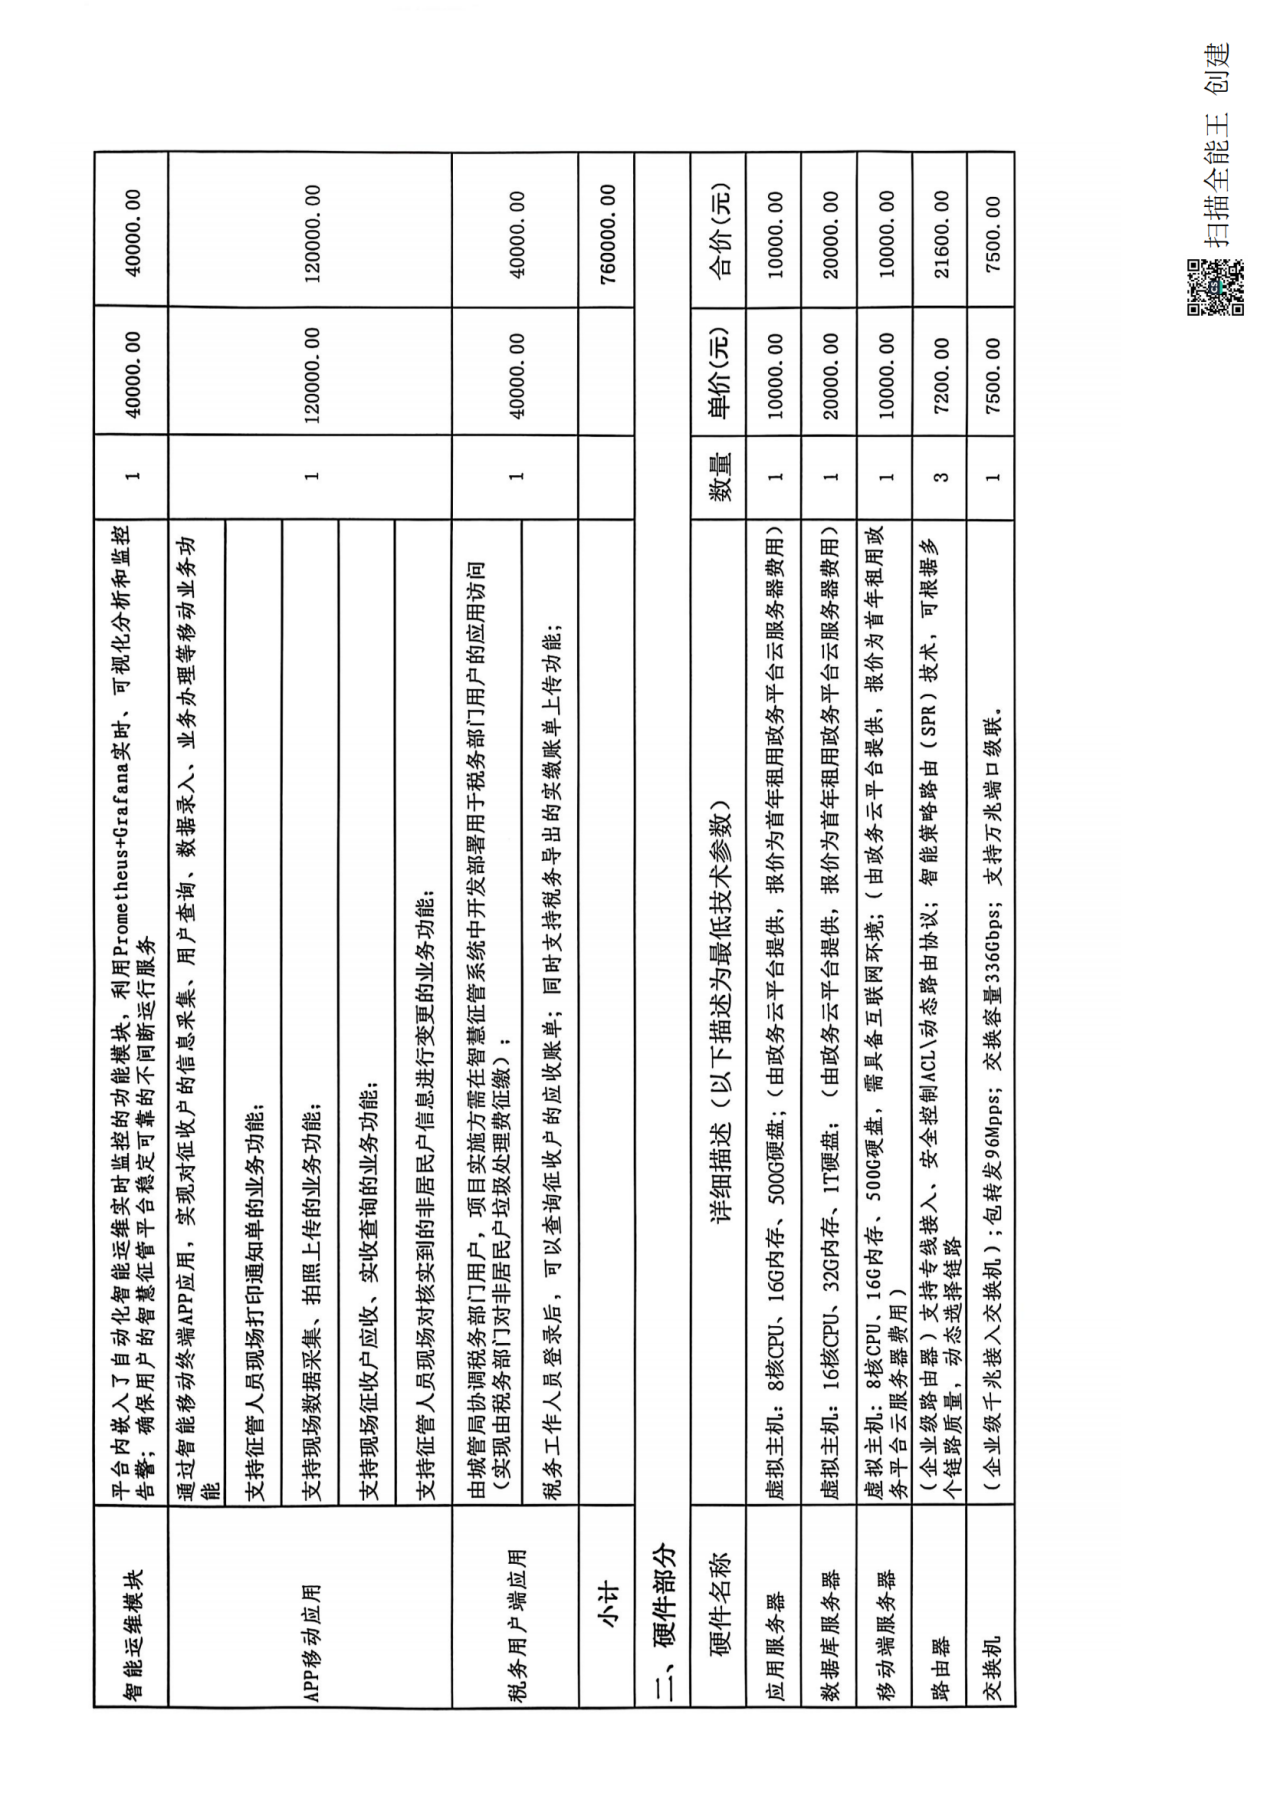 智能运维模块
平台内嵌入了自动化智能运维实时监控的功能模块，利用Prometheus+Grafana实时、可视化分析和监控
告警；确保用户的智慧征管平台稳定可靠的不间断运行服务
1
40000.00
40000.00
APP移动应用
通过智能移动终端APP应用，实现对征收户的信息采集、用户查询、数据录入、业务办理等移动业务功
能
支持征管人员现场打印通知单的业务功能；
支持现场数据采集、拍照上传的业务功能；
支持现场征收户应收、实收查询的业务功能；
支持征管人员现场对核实到的非居民户信息进行变更的业务功能；
1
120000.00
120000.00
税务用户端应用
由城管局协调税务部门用户，项目实施方需在智慧征管系统中开发部署用于税务部门用户的应用访问
（实现由税务部门对非居民户垃圾处理费征缴）；
税务工作人员登录后，可以查询征收户的应收账单；同时支持税务导出的实缴账单上传功能；
1
40000.00
40000.00
小计
760000.00
二、硬件部分
硬件名称
详细描述（以下描述为最低技术参数）
数量
单价(元)
合价(元)
应用服务器
虚拟主机：8核CPU、16G内存、500G硬盘；（由政务云平台提供，报价为首年租用政务平台云服务器费用）
1
10000.00
10000.00
数据库服务器
虚拟主机：16核CPU、32G内存、1T硬盘；（由政务云平台提供，报价为首年租用政务平台云服务器费用）
1
20000.00
20000.00
移动端服务器
虚拟主机：8核CPU、16G内存、500G硬盘，需具备互联网环境；（由政务云平台提供，报价为首年租用政
务平台云服务器费用）
1
10000.00
10000.00
路由器
（企业级路由器）支持专线接入、安全控制ACL\动态路由协议；智能策略路由（SPR）技术，可根据多
个链路质量，动态选择链路
3
7200.00
21600.00
交换机
（企业级千兆接入交换机）;包转发96Mpps；交换容量336Gbps；支持万兆端口级联。
1
7500.00
7500.00
扫描全能王 创建